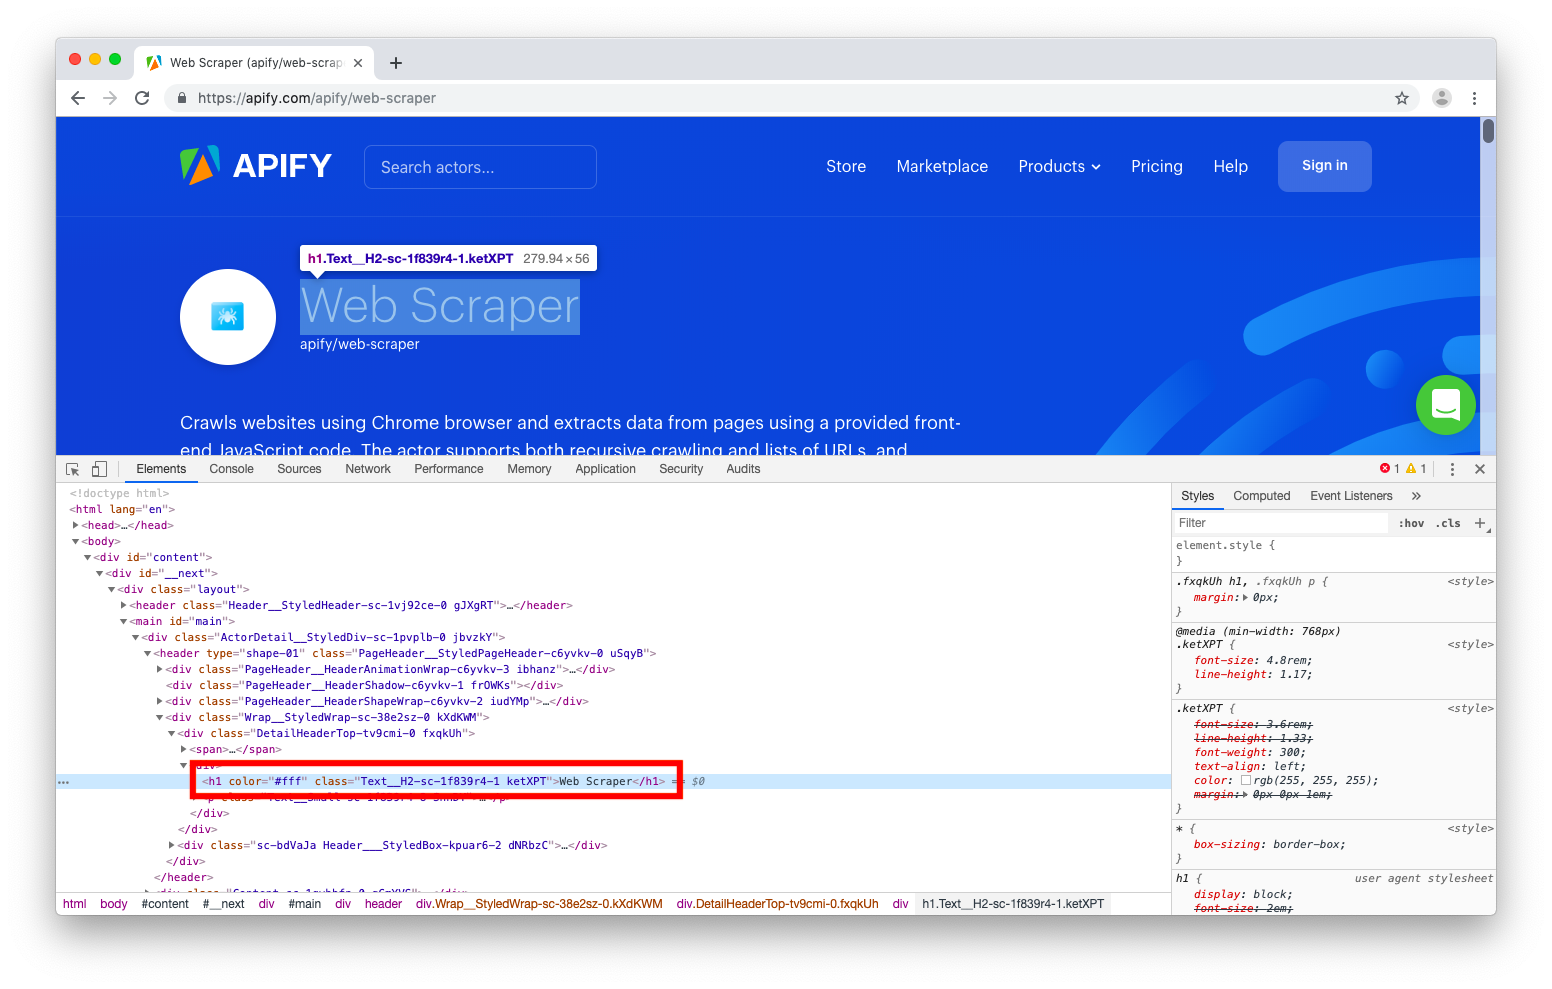 Web Scraper (apify/web-scrap
https://apify.com/apify/web-scraper
APIFY
Search actors...
Store
Marketplace
Products
Pricing
Help
Sign in
h1.Text__H2-sc-1f839r4-1.ketXPT 279.94 × 56
Web Scraper
apify/web-scraper
Crawls websites using Chrome browser and extracts data from pages using a provided front-
end JavaScript code. The actor supports both recursive crawling and lists of URLs, and
Elements
Console
Sources
Network
Performance
Memory
Application
Security
Audits
1
1
<!doctype html>
<html lang="en">
<head>…</head>
<body>
<div id="content">
<div id="__next">
<div class="layout">
<header class="Header__StyledHeader-sc-1vj92ce-0 gJXgRT">…</header>
<main id="main">
<div class="ActorDetail__StyledDiv-sc-1pvplb-0 jbvzkY">
<header type="shape-01" class="PageHeader__StyledPageHeader-c6yvkv-0 uSqyB">
<div class="PageHeader__HeaderAnimationWrap-c6yvkv-3 ibhanz">…</div>
<div class="PageHeader__HeaderShadow-c6yvkv-1 frOWKs"></div>
<div class="PageHeader__HeaderShapeWrap-c6yvkv-2 iudYMp">…</div>
<div class="Wrap__StyledWrap-sc-38e2sz-0 kXdKWM">
<div class="DetailHeaderTop-tv9cmi-0 fxqkUh">
<span>…</span>
<div>
<h1 color="#fff" class="Text__H2-sc-1f839r4-1 ketXPT">Web Scraper</h1> == $0
</div>
</div>
<div class="sc-bdVaJa Header___StyledBox-kpuar6-2 dNRbzC">…</div>
</div>
</header>
html body #content #__next div #main div header div.Wrap__StyledWrap-sc-38e2sz-0.kXdKWM div.DetailHeaderTop-tv9cmi-0.fxqkUh div h1.Text__H2-sc-1f839r4-1.ketXPT
Styles
Computed
Event Listeners
»
Filter
:hov .cls +
element.style {
}
.fxqkUh h1, .fxqkUh p { <style>
margin: 0px;
}
@media (min-width: 768px)
.ketXPT { <style>
font-size: 4.8rem;
line-height: 1.17;
}
.ketXPT { <style>
font-size: 3.6rem;
line-height: 1.33;
font-weight: 300;
text-align: left;
color: rgb(255, 255, 255);
margin: 0px 0px 1em;
}
* { <style>
box-sizing: border-box;
}
h1 { user agent stylesheet
display: block;
font-size: 2em;